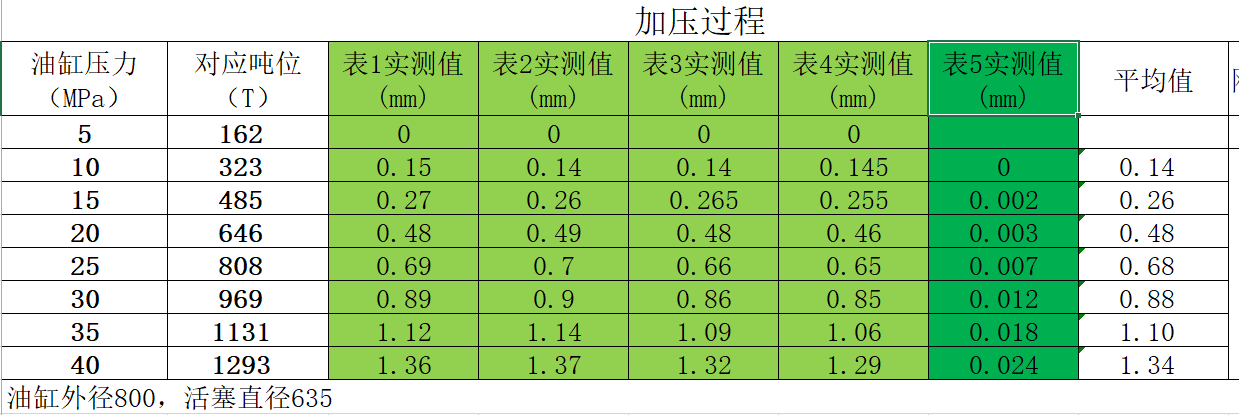 加压过程
油缸压力（MPa） 对应吨位（T） 表1实测值(mm) 表2实测值(mm) 表3实测值(mm) 表4实测值(mm) 表5实测值(mm) 平均值
5 162 0 0 0 0
10 323 0.15 0.14 0.14 0.145 0 0.14
15 485 0.27 0.26 0.265 0.255 0.002 0.26
20 646 0.48 0.49 0.48 0.46 0.003 0.48
25 808 0.69 0.7 0.66 0.65 0.007 0.68
30 969 0.89 0.9 0.86 0.85 0.012 0.88
35 1131 1.12 1.14 1.09 1.06 0.018 1.10
40 1293 1.36 1.37 1.32 1.29 0.024 1.34
油缸外径800，活塞直径635